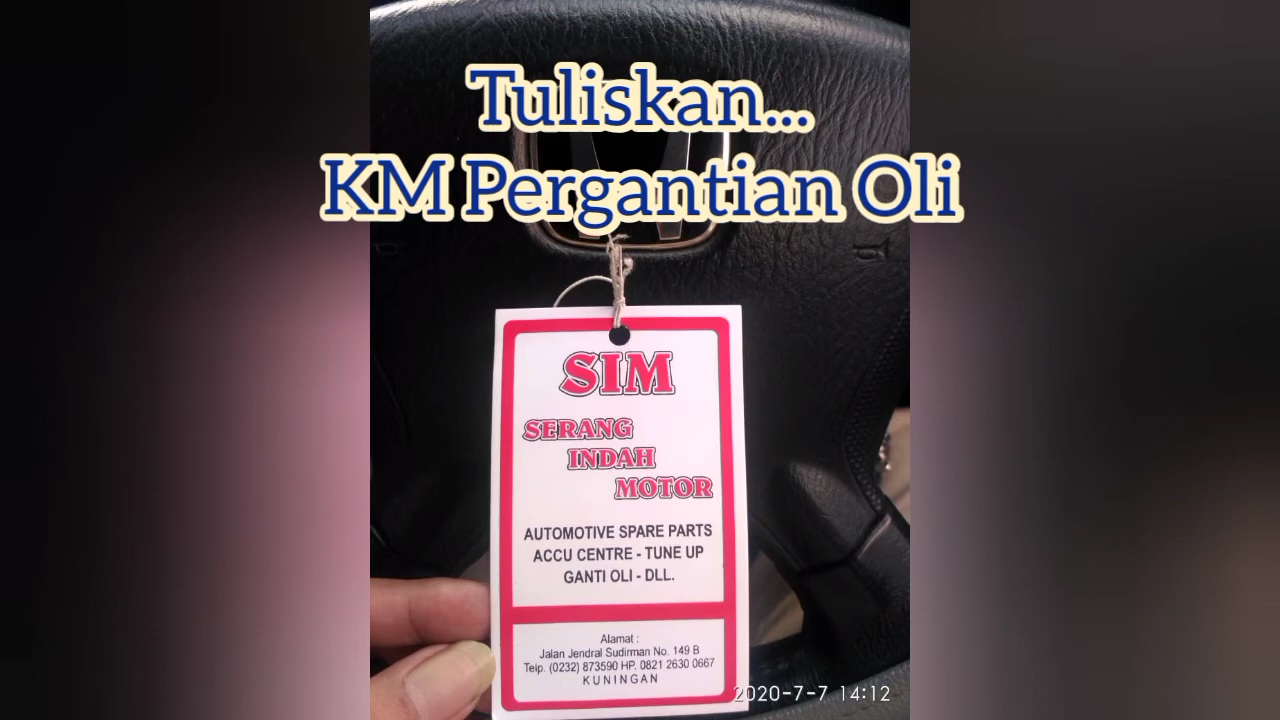 Tuliskan...
KM Pergantian Oli
SIM
SERANG
INDAH
MOTOR
AUTOMOTIVE SPARE PARTS
ACCU CENTRE - TUNE UP
GANTI OLI - DLL.
Alamat :
Jalan Jendral Sudirman No. 149 B
Telp. (0232) 873590 HP. 0821 2630 0667
KUNINGAN
2020-7-7 14:12